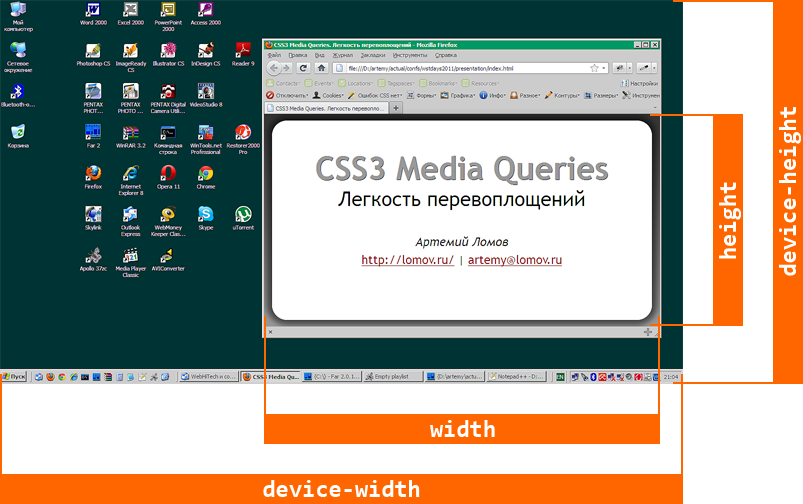 Мой компьютер
Word 2000
Excel 2000
PowerPoint 2000
Access 2000
Сетевое окружение
Photoshop CS
ImageReady CS
Illustrator CS
InDesign CS
Reader 9
Bluetooth-о...
PENTAX PHOT...
PENTAX PHOTO ...
PENTAX Digital Camera Utili...
VideoStudio 8
Корзина
Far 2
WinRAR 3.2
Командная строка
WinTools.net Professional
Restorer2000 Pro
Firefox
Internet Explorer 8
Opera 11
Chrome
Skylink
Outlook Express
WebMoney Keeper Clas...
Skype
uTorrent
Apollo 37zc
Media Player Classic
AVIConverter
CSS3 Media Queries. Легкость перевоплощений - Mozilla Firefox
Файл Правка Вид Журнал Закладки Инструменты Справка
file:///D:/artemy/actual/confs/wstdays2011/presentation/index.html
Contacts Events Locations Tagspaces Bookmarks Resources Настройки
Отключить Cookies Ошибок CSS нет Формы Графика Инфо Разное Контуры Размеры Инструмен
CSS3 Media Queries. Легкость перевопло...
CSS3 Media Queries
Легкость перевоплощений
Артемий Ломов
http://lomov.ru/ | artemy@lomov.ru
height
device-height
Пуск
WebHiTech и со...
CSS3 Media Qu...
{C:\} - Far 2.0.1...
Empty playlist
D:\artemy\actu...
Notepad++ - Di...
EN
21:04
width
device-width